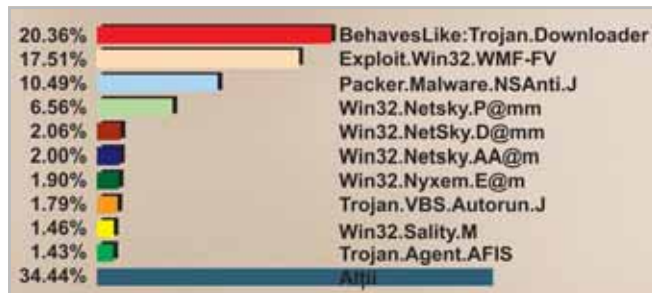 20.36% BehavesLike:Trojan.Downloader
17.51% Exploit.Win32.WMF-FV
10.49% Packer.Malware.NSAnti.J
6.56% Win32.Netsky.P@mm
2.06% Win32.NetSky.D@mm
2.00% Win32.Netsky.AA@m
1.90% Win32.Nyxem.E@m
1.79% Trojan.VBS.Autorun.J
1.46% Win32.Sality.M
1.43% Trojan.Agent.AFIS
34.44% Alţii